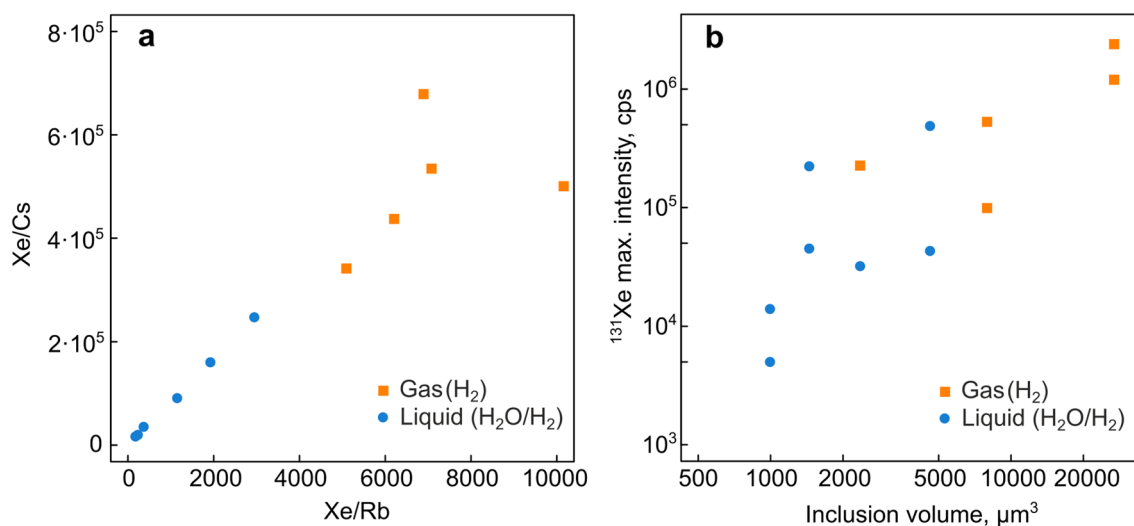 a
8·10⁵
6·10⁵
4·10⁵
2·10⁵
0
Xe/Cs
0 2000 4000 6000 8000 10000
Xe/Rb
Gas(H₂)
Liquid (H₂O/H₂)
b
10⁶
10⁵
10⁴
10³
¹³¹Xe max. intensity, cps
500 1000 2000 5000 10000 20000
Inclusion volume, µm³
Gas(H₂)
Liquid (H₂O/H₂)